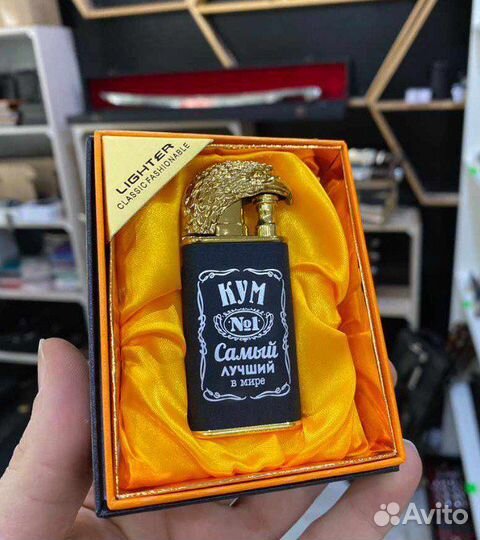 LIGHTER
CLASSIC FASHIONABLE
КУМ
№1
Самый
ЛУЧШИЙ
в мире
Avito